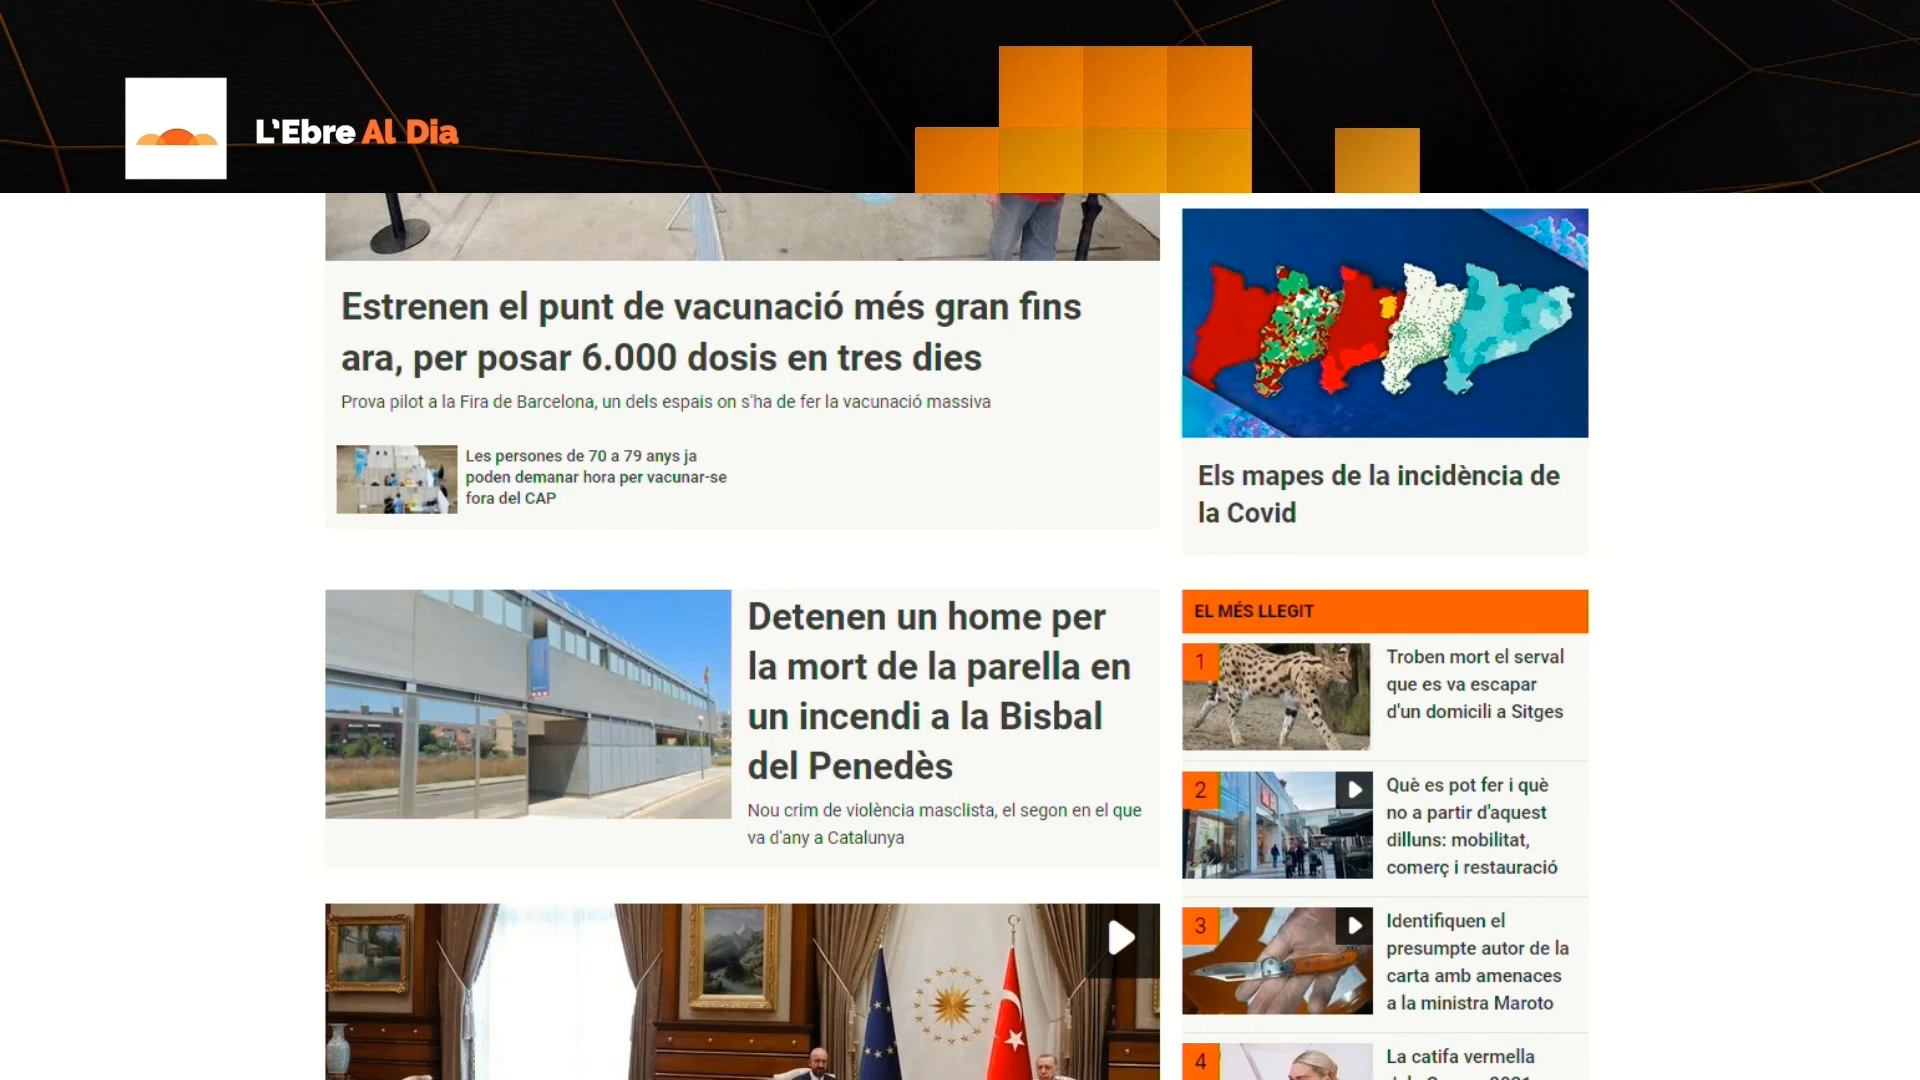 L'Ebre Al Dia
Estrenen el punt de vacunació més gran fins
ara, per posar 6.000 dosis en tres dies
Prova pilot a la Fira de Barcelona, un dels espais on s'ha de fer la vacunació massiva
Les persones de 70 a 79 anys ja
poden demanar hora per vacunar-se
fora del CAP
Els mapes de la incidència de
la Covid
Detenen un home per
la mort de la parella en
un incendi a la Bisbal
del Penedès
Nou crim de violència masclista, el segon en el que
va d'any a Catalunya
EL MÉS LLEGIT
1
Troben mort el serval
que es va escapar
d'un domicili a Sitges
2
Què es pot fer i què
no a partir d'aquest
dilluns: mobilitat,
comerç i restauració
3
Identifiquen el
presumpte autor de la
carta amb amenaces
a la ministra Maroto
4
La catifa vermella